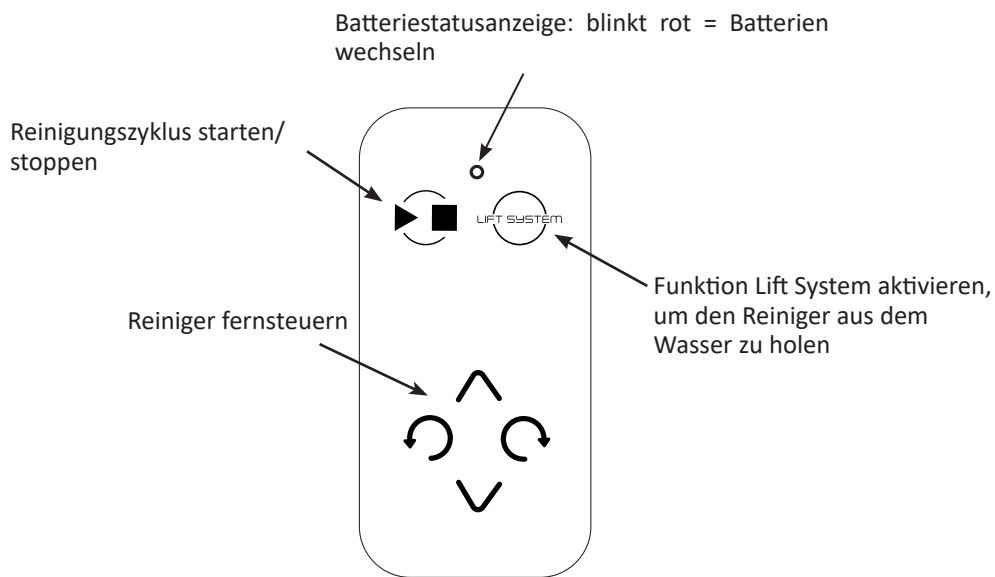 Batteriestatusanzeige: blinkt rot = Batterien
wechseln
Reinigungszyklus starten/
stoppen
LIFT SYSTEM
Funktion Lift System aktivieren,
um den Reiniger aus dem
Wasser zu holen
Reiniger fernsteuern